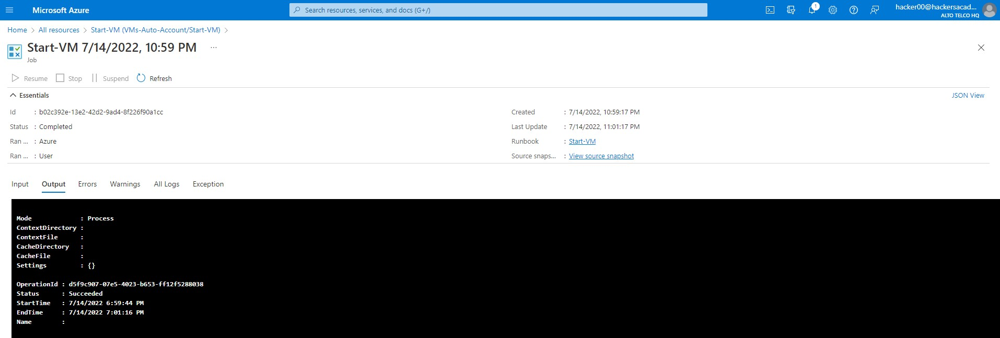 Microsoft Azure
Search resources, services, and docs (G+/)
1
hacker00@hackersacad...
ALTO TELCO HQ
Home > All resources > Start-VM (VMs-Auto-Account/Start-VM) >
Start-VM 7/14/2022, 10:59 PM ...
Job
Resume Stop Suspend Refresh
Essentials JSON View
Id : b02c392e-13e2-42d2-9ad4-8f226f90a1cc Created : 7/14/2022, 10:59:17 PM
Status : Completed Last Update : 7/14/2022, 11:01:17 PM
Ran ... : Azure Runbook : Start-VM
Ran ... : User Source snaps... : View source snapshot
Input Output Errors Warnings All Logs Exception
Mode : Process
ContextDirectory :
ContextFile :
CacheDirectory :
CacheFile :
Settings : {}
OperationId : d5f9c907-07e5-4023-b653-ff12f5288038
Status : Succeeded
StartTime : 7/14/2022 6:59:44 PM
EndTime : 7/14/2022 7:01:16 PM
Name :